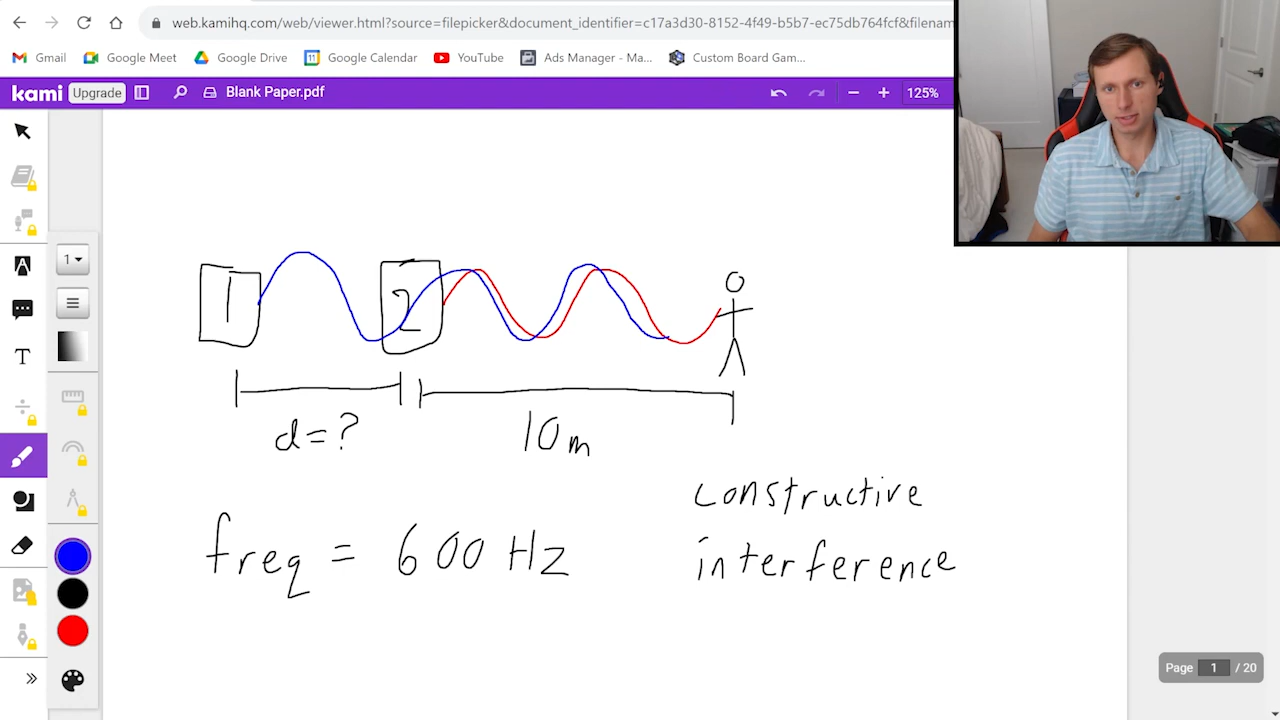 web.kamihq.com/web/viewer.html?source=filepicker&document_identifier=c17a3d30-8152-4f49-b5b7-ec75db764fcf&filenam
Gmail Google Meet Google Drive 11 Google Calendar YouTube Ads Manager - Ma... Custom Board Gam...
kami Upgrade Blank Paper.pdf 125%
A
T
1
1 2
d=? 10m
constructive
freq = 600 Hz
interference
Page 1 / 20